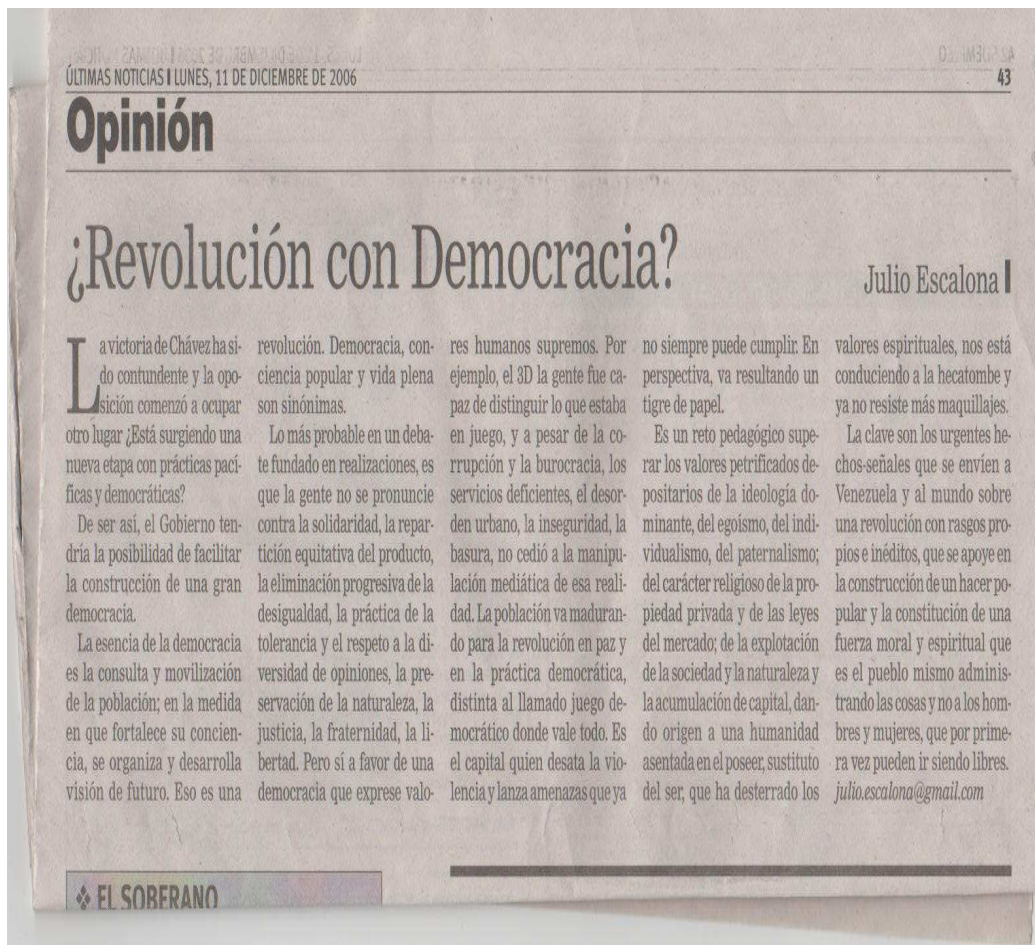 ÚLTIMAS NOTICIAS | LUNES, 11 DE DICIEMBRE DE 2006
43
Opinión
¿Revolución con Democracia?
Julio Escalona
La victoria de Chávez ha si-
do contundente y la opo-
sición comenzó a ocupar
otro lugar ¿Está surgiendo una
nueva etapa con prácticas pací-
ficas y democráticas?
De ser así, el Gobierno ten-
dría la posibilidad de facilitar
la construcción de una gran
democracia.
La esencia de la democracia
es la consulta y movilización
de la población; en la medida
en que fortalece su concien-
cia, se organiza y desarrolla
visión de futuro. Eso es una
revolución. Democracia, con-
ciencia popular y vida plena
son sinónimas.
Lo más probable en un deba-
te fundado en realizaciones, es
que la gente no se pronuncie
contra la solidaridad, la repar-
tición equitativa del producto,
la eliminación progresiva de la
desigualdad, la práctica de la
tolerancia y el respeto a la di-
versidad de opiniones, la pre-
servación de la naturaleza, la
justicia, la fraternidad, la li-
bertad. Pero sí a favor de una
democracia que exprese valo-
res humanos supremos. Por
ejemplo, el 3D la gente fue ca-
paz de distinguir lo que estaba
en juego, y a pesar de la co-
rrupción y la burocracia, los
servicios deficientes, el desor-
den urbano, la inseguridad, la
basura, no cedió a la manipu-
lación mediática de esa reali-
dad. La población va maduran-
do para la revolución en paz y
en la práctica democrática,
distinta al llamado juego de-
mocrático donde vale todo. Es
el capital quien desata la vio-
lencia y lanza amenazas que ya
no siempre puede cumplir. En
perspectiva, va resultando un
tigre de papel.
Es un reto pedagógico supe-
rar los valores petrificados de-
positarios de la ideología do-
minante, del egoísmo, del indi-
vidualismo, del paternalismo;
del carácter religioso de la pro-
piedad privada y de las leyes
del mercado; de la explotación
de la sociedad y la naturaleza y
la acumulación de capital, dan-
do origen a una humanidad
asentada en el poseer, sustituto
del ser, que ha desterrado los
valores espirituales, nos está
conduciendo a la hecatombe y
ya no resiste más maquillajes.
La clave son los urgentes he-
chos-señales que se envíen a
Venezuela y al mundo sobre
una revolución con rasgos pro-
pios e inéditos, que se apoye en
la construcción de un hacer po-
pular y la constitución de una
fuerza moral y espiritual que
es el pueblo mismo adminis-
trando las cosas y no a los hom-
bres y mujeres, que por prime-
ra vez pueden ir siendo libres.
julio.escalona@gmail.com
❖ EL SOBERANO